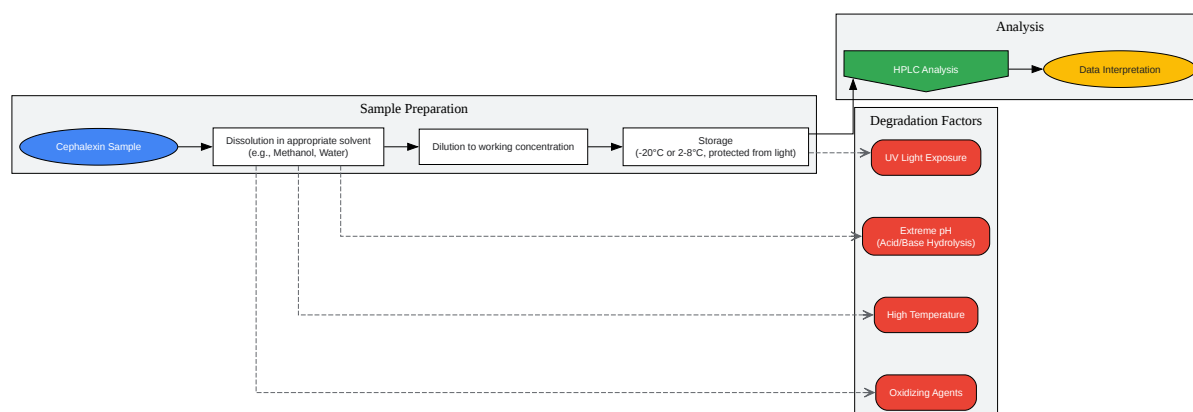 Analysis
HPLC Analysis
Data Interpretation
Sample Preparation
Cephalexin Sample
Dissolution in appropriate solvent
(e.g., Methanol, Water)
Dilution to working concentration
Storage
(-20°C or 2-8°C, protected from light)
Degradation Factors
UV Light Exposure
Extreme pH
(Acid/Base Hydrolysis)
High Temperature
Oxidizing Agents